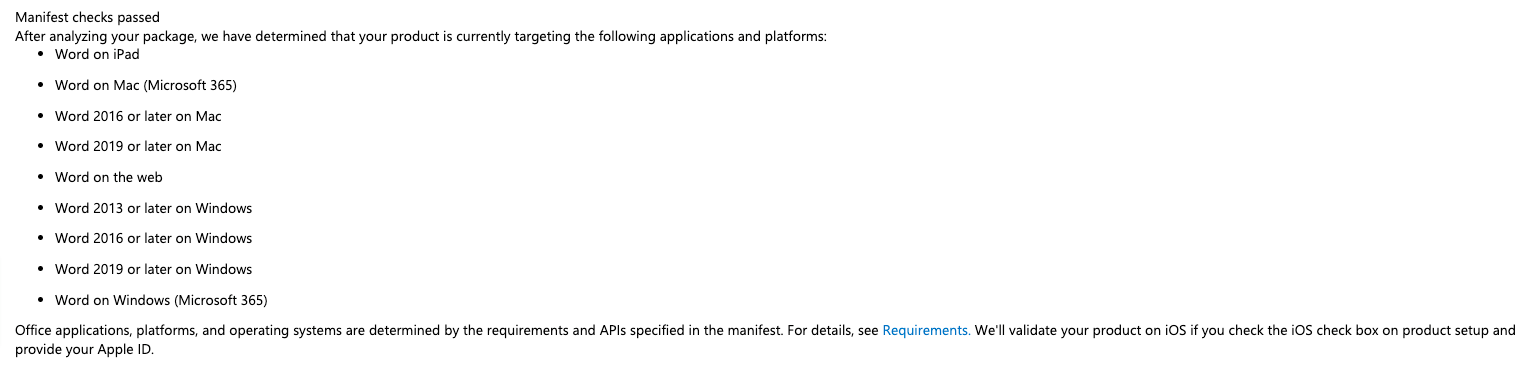 Manifest checks passed
After analyzing your package, we have determined that your product is currently targeting the following applications and platforms:
• Word on iPad
• Word on Mac (Microsoft 365)
• Word 2016 or later on Mac
• Word 2019 or later on Mac
• Word on the web
• Word 2013 or later on Windows
• Word 2016 or later on Windows
• Word 2019 or later on Windows
• Word on Windows (Microsoft 365)
Office applications, platforms, and operating systems are determined by the requirements and APIs specified in the manifest. For details, see Requirements. We'll validate your product on iOS if you check the iOS check box on product setup and
provide your Apple ID.